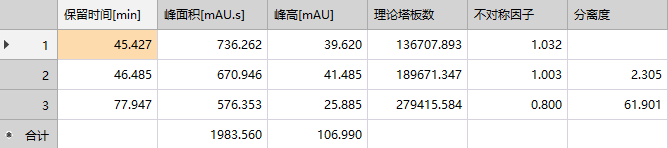 保留时间[min] 峰面积[mAU.s] 峰高[mAU] 理论塔板数 不对称因子 分离度
1 45.427 736.262 39.620 136707.893 1.032
2 46.485 670.946 41.485 189671.347 1.003 2.305
3 77.947 576.353 25.885 279415.584 0.800 61.901
* 合计 1983.560 106.990